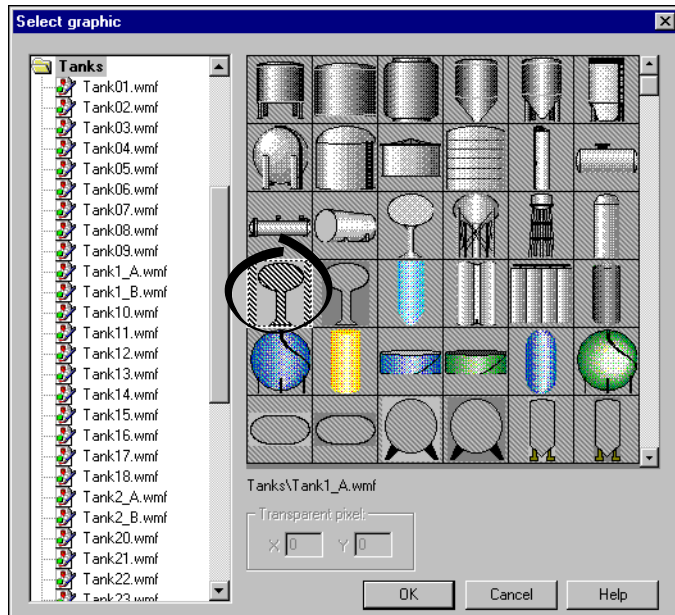 Select graphic
Tanks
Tank01.wmf
Tank02.wmf
Tank03.wmf
Tank04.wmf
Tank05.wmf
Tank06.wmf
Tank07.wmf
Tank08.wmf
Tank09.wmf
Tank1_A.wmf
Tank1_B.wmf
Tank10.wmf
Tank11.wmf
Tank12.wmf
Tank13.wmf
Tank14.wmf
Tank15.wmf
Tank16.wmf
Tank17.wmf
Tank18.wmf
Tank2_A.wmf
Tank2_B.wmf
Tank20.wmf
Tank21.wmf
Tank22.wmf
Tank23.wmf
Tanks\Tank1_A.wmf
Transparent pixel:
X 0 Y 0
OK Cancel Help